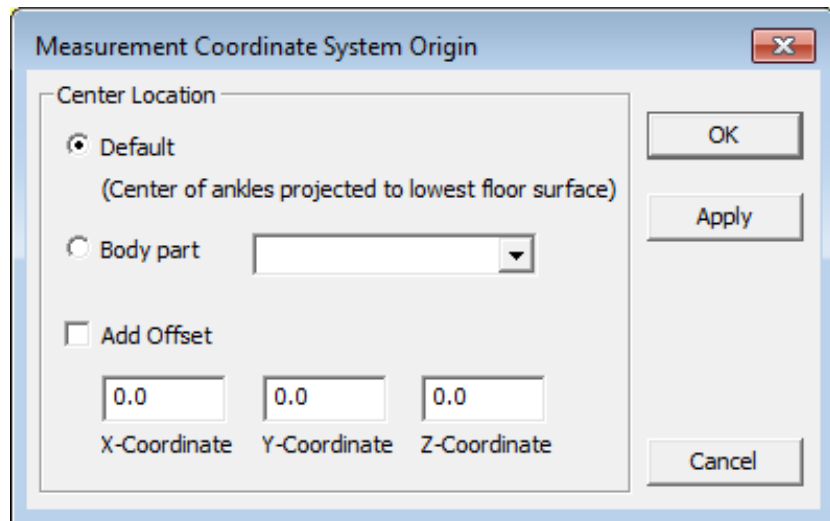 Measurement Coordinate System Origin
Center Location
Default
(Center of ankles projected to lowest floor surface)
Body part
Add Offset
0.0 0.0 0.0
X-Coordinate Y-Coordinate Z-Coordinate
OK
Apply
Cancel